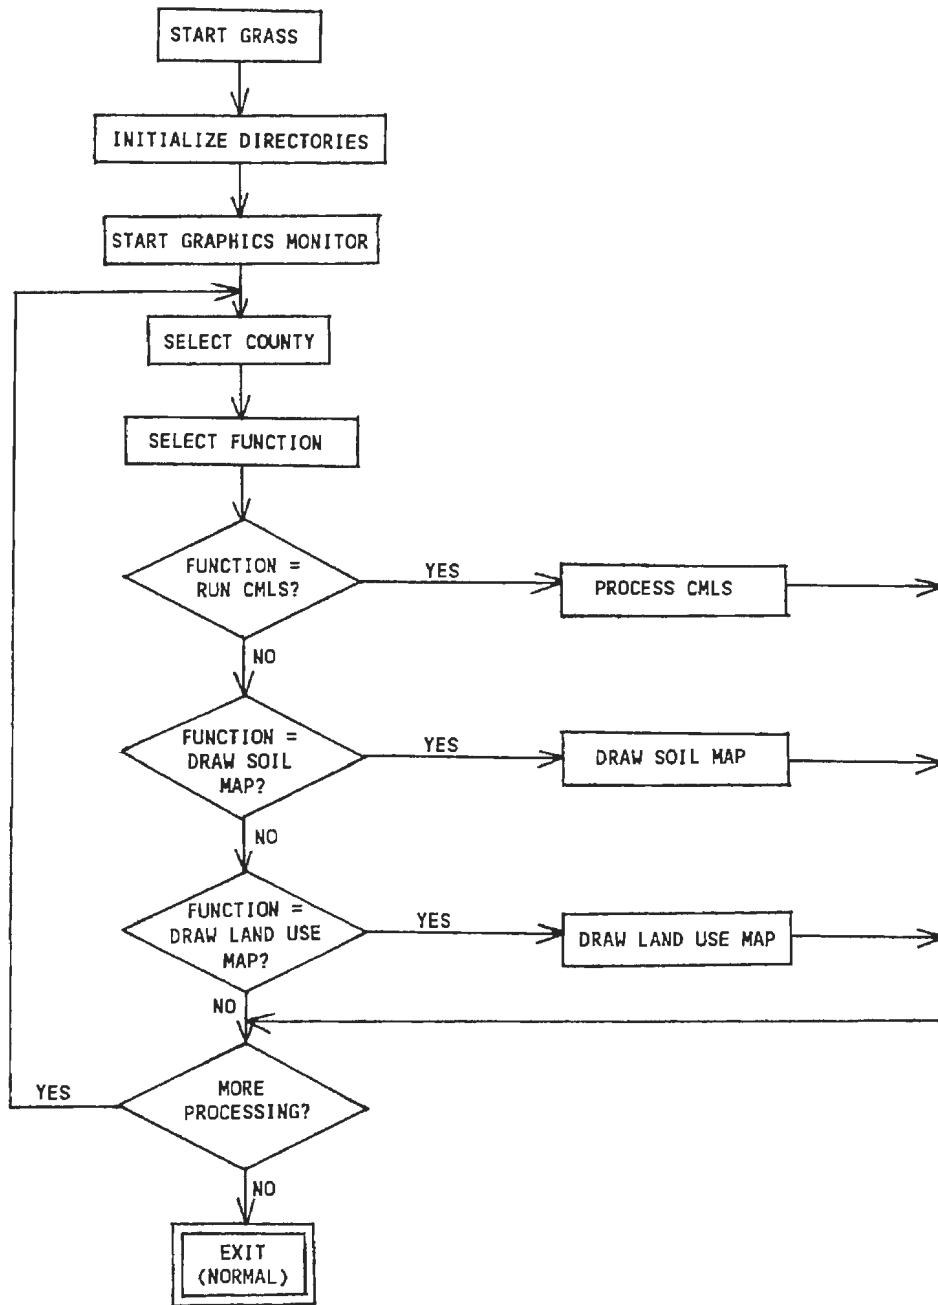 START GRASS
INITIALIZE DIRECTORIES
START GRAPHICS MONITOR
SELECT COUNTY
SELECT FUNCTION
FUNCTION =
RUN CMLS?
YES
PROCESS CMLS
NO
FUNCTION =
DRAW SOIL
MAP?
YES
DRAW SOIL MAP
NO
FUNCTION =
DRAW LAND USE
MAP?
YES
DRAW LAND USE MAP
NO
MORE
PROCESSING?
YES
NO
EXIT
(NORMAL)